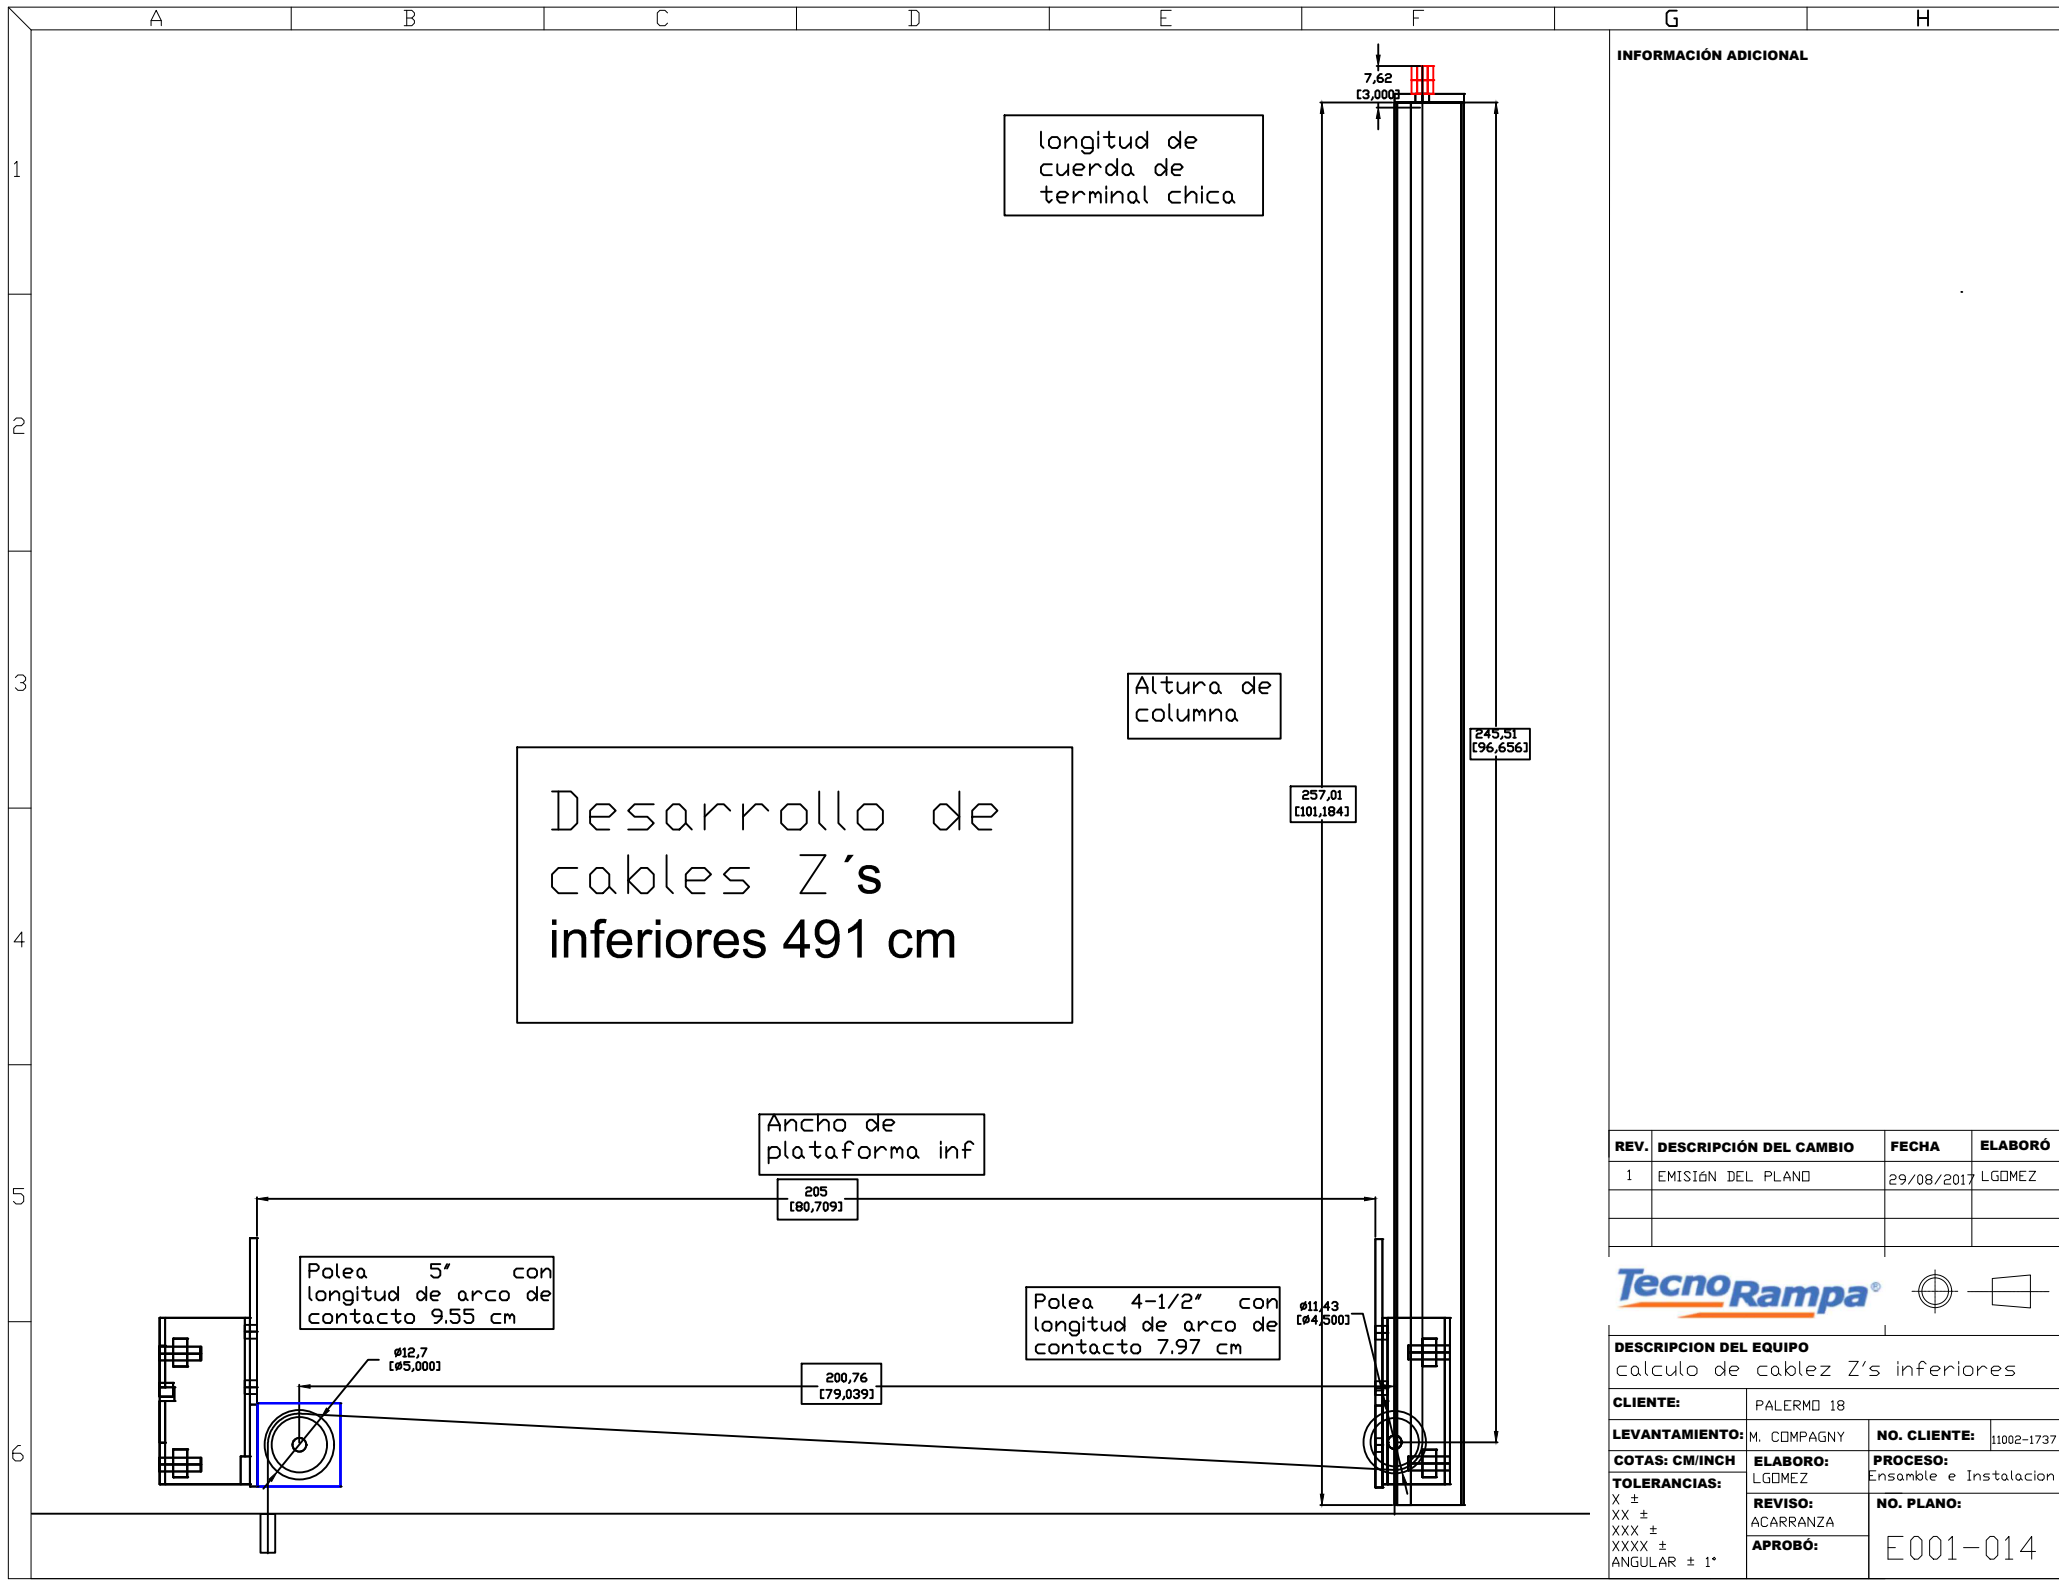 A B C D E F G H
1
2
3
4
5
6
INFORMACIÓN ADICIONAL
7,62
[3,000]
longitud de
cuerda de
terminal chica
Altura de
columna
245,51
[96,656]
257,01
[101,184]
Desarrollo de
cables Z´s
inferiores 491 cm
Ancho de
plataforma inf
205
[80,709]
Polea 5" con
longitud de arco de
contacto 9.55 cm
ø12,7
[ø5,000]
Polea 4-1/2" con
longitud de arco de
contacto 7.97 cm
ø11,43
[ø4,500]
200,76
[79,039]
REV. DESCRIPCIÓN DEL CAMBIO FECHA ELABORÓ
1 EMISIóN DEL PLANO 29/08/2017 LGOMEZ
TecnoRampa®
DESCRIPCION DEL EQUIPO
calculo de cablez Z's inferiores
CLIENTE: PALERMO 18
LEVANTAMIENTO: M. COMPAGNY NO. CLIENTE: 11002-1737
COTAS: CM/INCH ELABORO: LGOMEZ PROCESO: Ensamble e Instalacion
TOLERANCIAS:
X ±
XX ±
XXX ±
XXXX ±
ANGULAR ± 1°
REVISO:
ACARRANZA
APROBÓ:
NO. PLANO:
E001-014